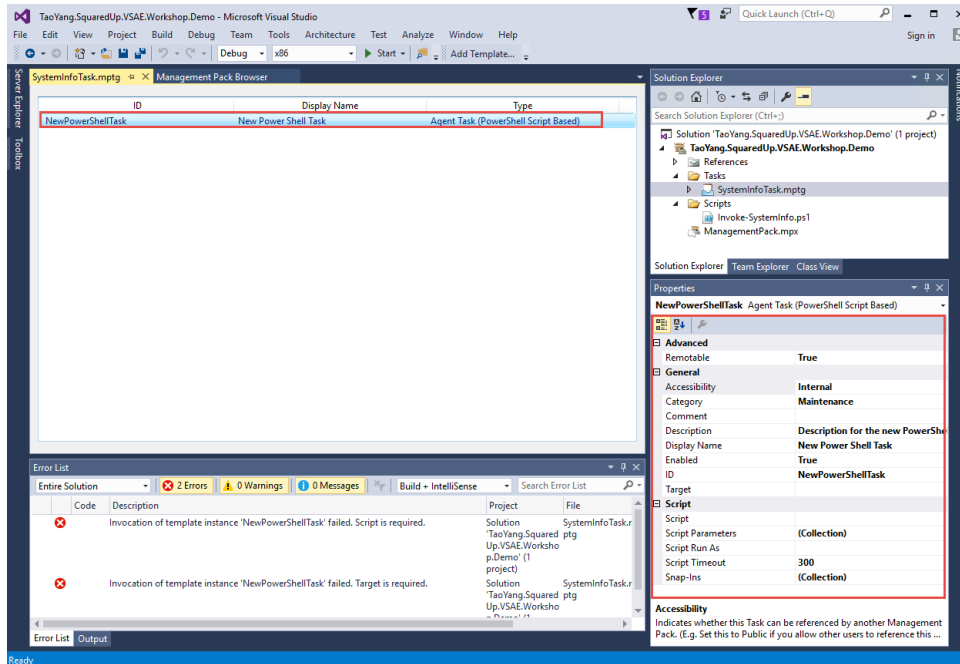 TaoYang.SquaredUp.VSAE.Workshop.Demo - Microsoft Visual Studio
5
Quick Launch (Ctrl+Q)
File Edit View Project Build Debug Team Tools Architecture Test Analyze Window Help
Sign in
Debug x86 Start Add Template...
Server Explorer
Toolbox
Notifications
SystemInfoTask.mptg Management Pack Browser
ID Display Name Type
NewPowerShellTask New Power Shell Task Agent Task (PowerShell Script Based)
Solution Explorer
Search Solution Explorer (Ctrl+;)
Solution 'TaoYang.SquaredUp.VSAE.Workshop.Demo' (1 project)
TaoYang.SquaredUp.VSAE.Workshop.Demo
References
Tasks
SystemInfoTask.mptg
Scripts
Invoke-SystemInfo.ps1
ManagementPack.mpx
Solution Explorer Team Explorer Class View
Properties
NewPowerShellTask Agent Task (PowerShell Script Based)
Advanced
Remotable True
General
Accessibility Internal
Category Maintenance
Comment
Description Description for the new PowerShe
Display Name New Power Shell Task
Enabled True
ID NewPowerShellTask
Target
Script
Script
Script Parameters (Collection)
Script Run As
Script Timeout 300
Snap-Ins (Collection)
Accessibility
Indicates whether this Task can be referenced by another Management
Pack. (E.g. Set this to Public if you allow other users to reference this ...
Error List
Entire Solution 2 Errors 0 Warnings 0 Messages Build + IntelliSense Search Error List
Code Description Project File
Invocation of template instance 'NewPowerShellTask' failed. Script is required. Solution SystemInfoTask.r
'TaoYang.Squared ptg
Up.VSAE.Worksho
p.Demo' (1
project)
Invocation of template instance 'NewPowerShellTask' failed. Target is required. Solution SystemInfoTask.r
'TaoYang.Squared ptg
Up.VSAE.Worksho
Error List Output
Ready